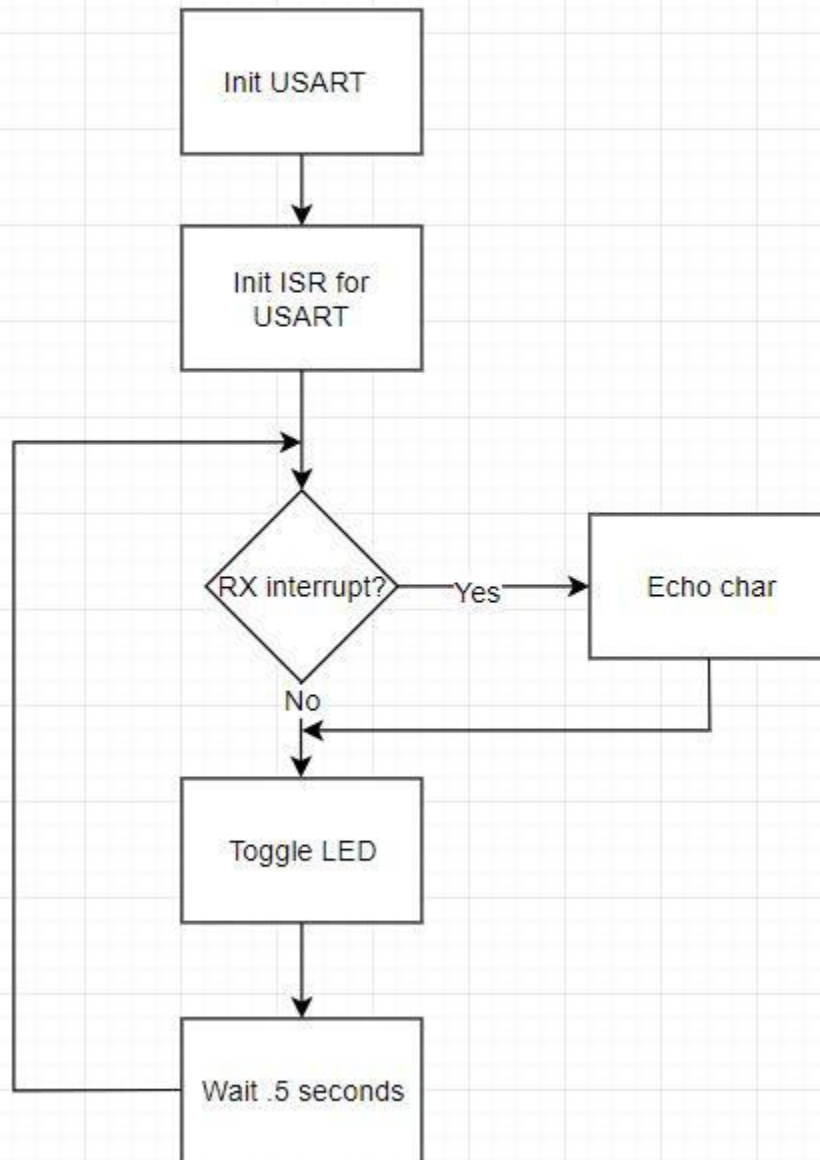 Init USART
Init ISR for
USART
RX interrupt?
Yes
Echo char
No
Toggle LED
Wait .5 seconds